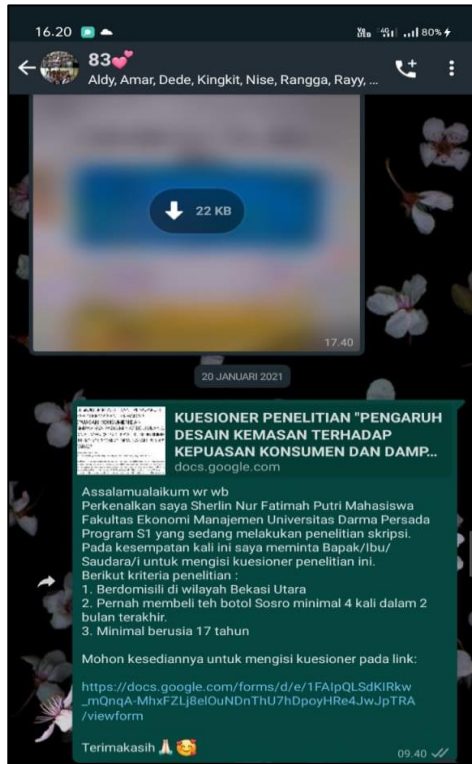 16.20
80%
83💕
Aldy, Amar, Dede, Kingkit, Nise, Rangga, Rayy, ...
22 KB
17.40
20 JANUARI 2021
KUESIONER PENELITIAN "PENGARUH
DESAIN KEMASAN TERHADAP
KEPUASAN KONSUMEN DAN DAMP...
docs.google.com
Assalamualaikum wr wb
Perkenalkan saya Sherlin Nur Fatimah Putri Mahasiswa
Fakultas Ekonomi Manajemen Universitas Darma Persada
Program S1 yang sedang melakukan penelitian skripsi.
Pada kesempatan kali ini saya meminta Bapak/Ibu/
Saudara/i untuk mengisi kuesioner penelitian ini.
Berikut kriteria penelitian :
1. Berdomisili di wilayah Bekasi Utara
2. Pernah membeli teh botol Sosro minimal 4 kali dalam 2
bulan terakhir.
3. Minimal berusia 17 tahun
Mohon kesediannya untuk mengisi kuesioner pada link:
https://docs.google.com/forms/d/e/1FAIpQLSdKIRkw
_mQnqA-MhxFZLj8elOuNDnThU7hDpoyHRe4JwJpTRA
/viewform
Terimakasih 🙏🏻🥰
09.40